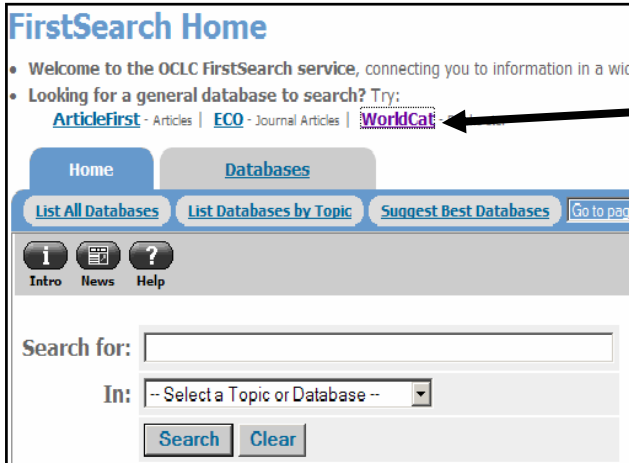 FirstSearch Home
• Welcome to the OCLC FirstSearch service, connecting you to information in a
• Looking for a general database to search? Try:
ArticleFirst - Articles | ECO - Journal Articles | WorldCat -
Home Databases
List All Databases List Databases by Topic Suggest Best Databases Go to pag
Intro News Help
Search for:
In: -- Select a Topic or Database --
Search Clear